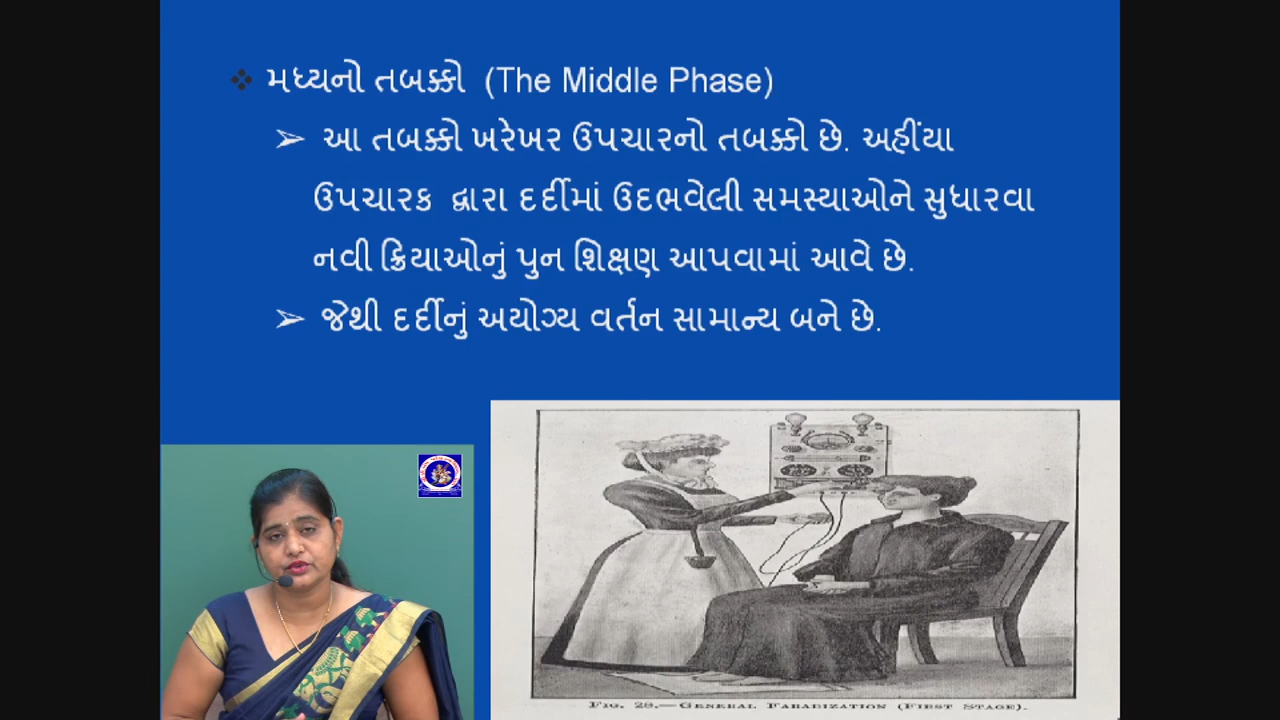 ❖ મધ્યનો તબક્કો (The Middle Phase)
➢ આ તબક્કો ખરેખર ઉપચારનો તબક્કો છે. અહીંયા
ઉપચારક દ્વારા દર્દીમાં ઉદભવેલી સમસ્યાઓને સુધારવા
નવી ક્રિયાઓનું પુન શિક્ષણ આપવામાં આવે છે.
➢ જેથી દર્દીનું અયોગ્ય વર્તન સામાન્ય બને છે.
FIG. 28.—GENERAL FARADIZATION (FIRST STAGE).